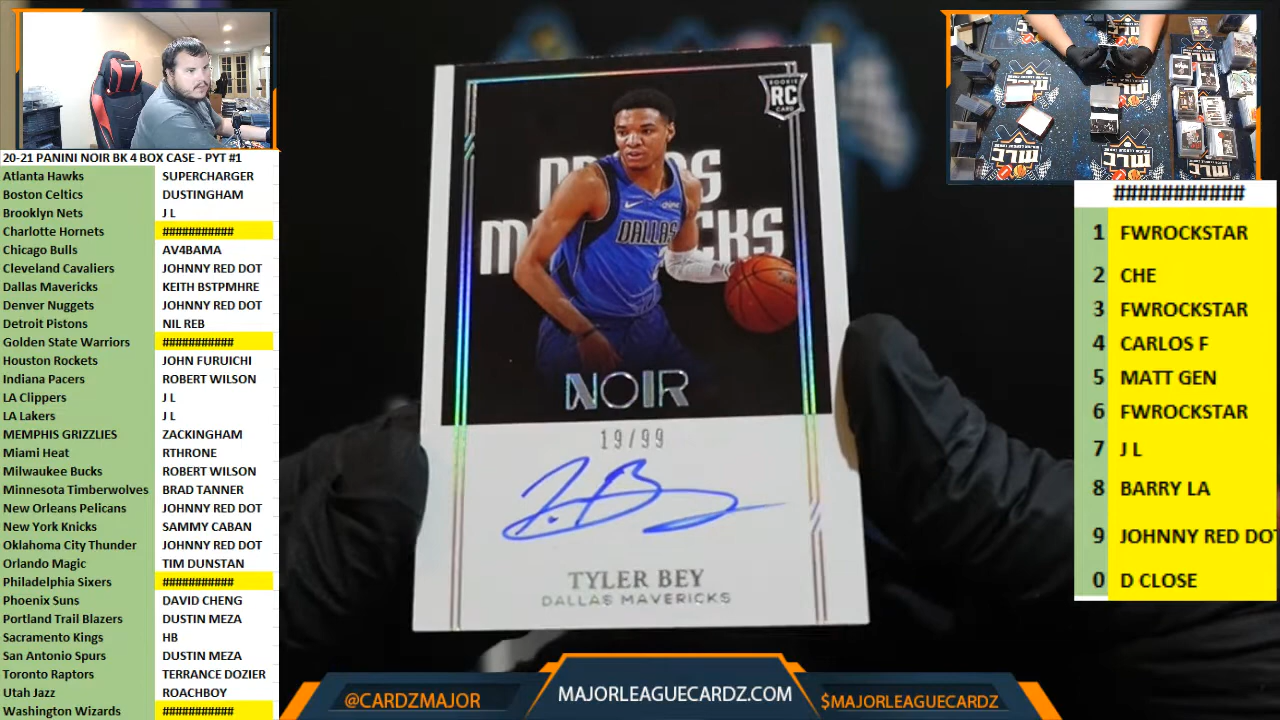 20-21 PANINI NOIR BK 4 BOX CASE - PYT #1
Atlanta Hawks SUPERCHARGER
Boston Celtics DUSTINGHAM
Brooklyn Nets J L
Charlotte Hornets ###########
Chicago Bulls AV4BAMA
Cleveland Cavaliers JOHNNY RED DOT
Dallas Mavericks KEITH BSTPMHRE
Denver Nuggets JOHNNY RED DOT
Detroit Pistons NIL REB
Golden State Warriors ###########
Houston Rockets JOHN FURUICHI
Indiana Pacers ROBERT WILSON
LA Clippers J L
LA Lakers J L
MEMPHIS GRIZZLIES ZACKINGHAM
Miami Heat RTHRONE
Milwaukee Bucks ROBERT WILSON
Minnesota Timberwolves BRAD TANNER
New Orleans Pelicans JOHNNY RED DOT
New York Knicks SAMMY CABAN
Oklahoma City Thunder JOHNNY RED DOT
Orlando Magic TIM DUNSTAN
Philadelphia Sixers ###########
Phoenix Suns DAVID CHENG
Portland Trail Blazers DUSTIN MEZA
Sacramento Kings HB
San Antonio Spurs DUSTIN MEZA
Toronto Raptors TERRANCE DOZIER
Utah Jazz ROACHBOY
Washington Wizards ###########
ROOKIE
RC
CARD
DALLAS
NOIR
19/99
TYLER BEY
DALLAS MAVERICKS
############
1 FWROCKSTAR
2 CHE
3 FWROCKSTAR
4 CARLOS F
5 MATT GEN
6 FWROCKSTAR
7 J L
8 BARRY LA
9 JOHNNY RED DOT
0 D CLOSE
@CARDZMAJOR
MAJORLEAGUECARDZ.COM
$MAJORLEAGUECARDZ